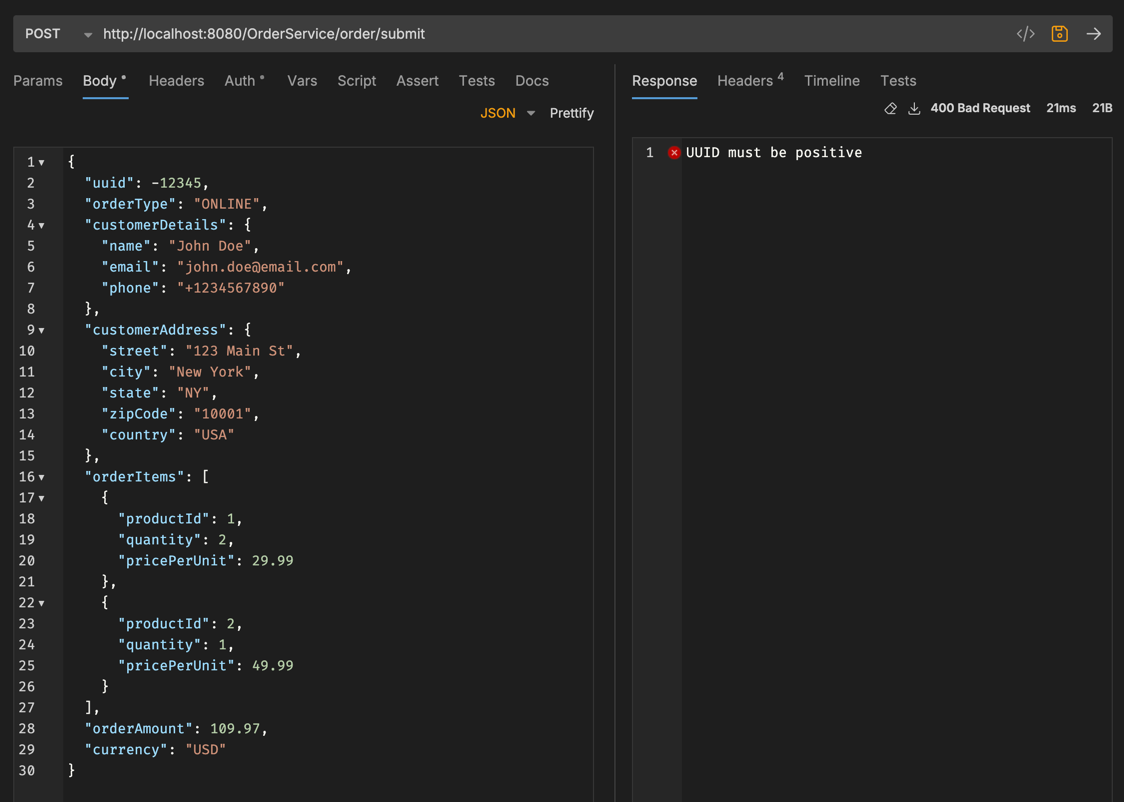 POST http://localhost:8080/OrderService/order/submit </>
Params Body Headers Auth Vars Script Assert Tests Docs
JSON Prettify
1 {
2 "uuid": -12345,
3 "orderType": "ONLINE",
4 "customerDetails": {
5 "name": "John Doe",
6 "email": "john.doe@email.com",
7 "phone": "+1234567890"
8 },
9 "customerAddress": {
10 "street": "123 Main St",
11 "city": "New York",
12 "state": "NY",
13 "zipCode": "10001",
14 "country": "USA"
15 },
16 "orderItems": [
17 {
18 "productId": 1,
19 "quantity": 2,
20 "pricePerUnit": 29.99
21 },
22 {
23 "productId": 2,
24 "quantity": 1,
25 "pricePerUnit": 49.99
26 }
27 ],
28 "orderAmount": 109.97,
29 "currency": "USD"
30 }
Response Headers 4 Timeline Tests
400 Bad Request 21ms 21B
1 UUID must be positive